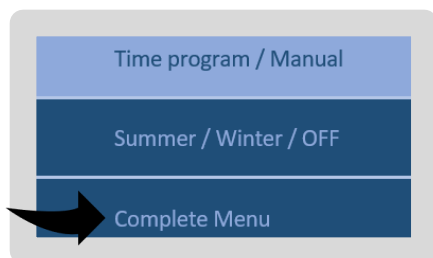 Time program / Manual
Summer / Winter / OFF
Complete Menu